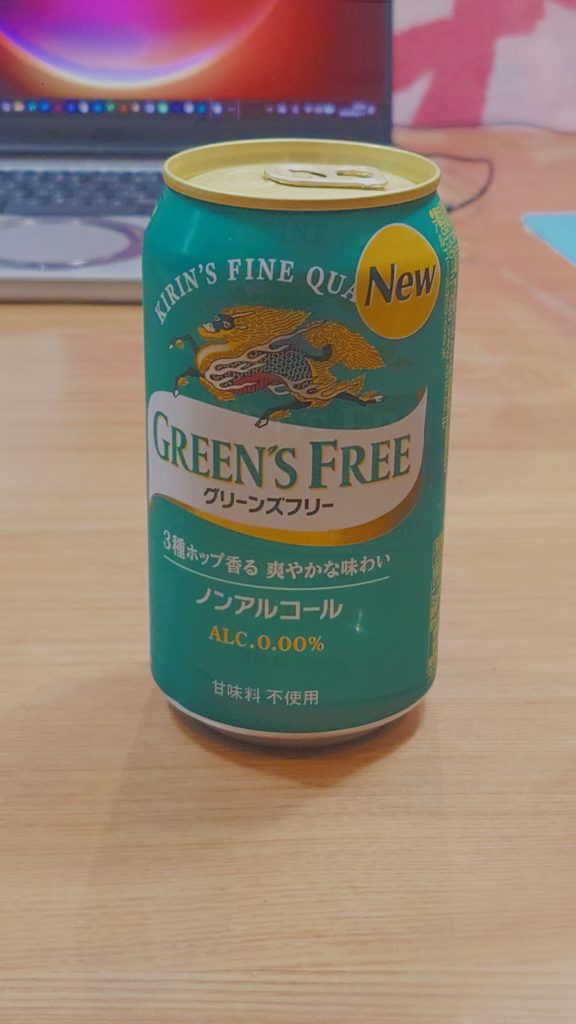 KIRIN'S FINE QUA
New
GREEN'S FREE
グリーンズフリー
3種ホップ香る 爽やかな味わい
ノンアルコール
ALC.0.00%
甘味料 不使用